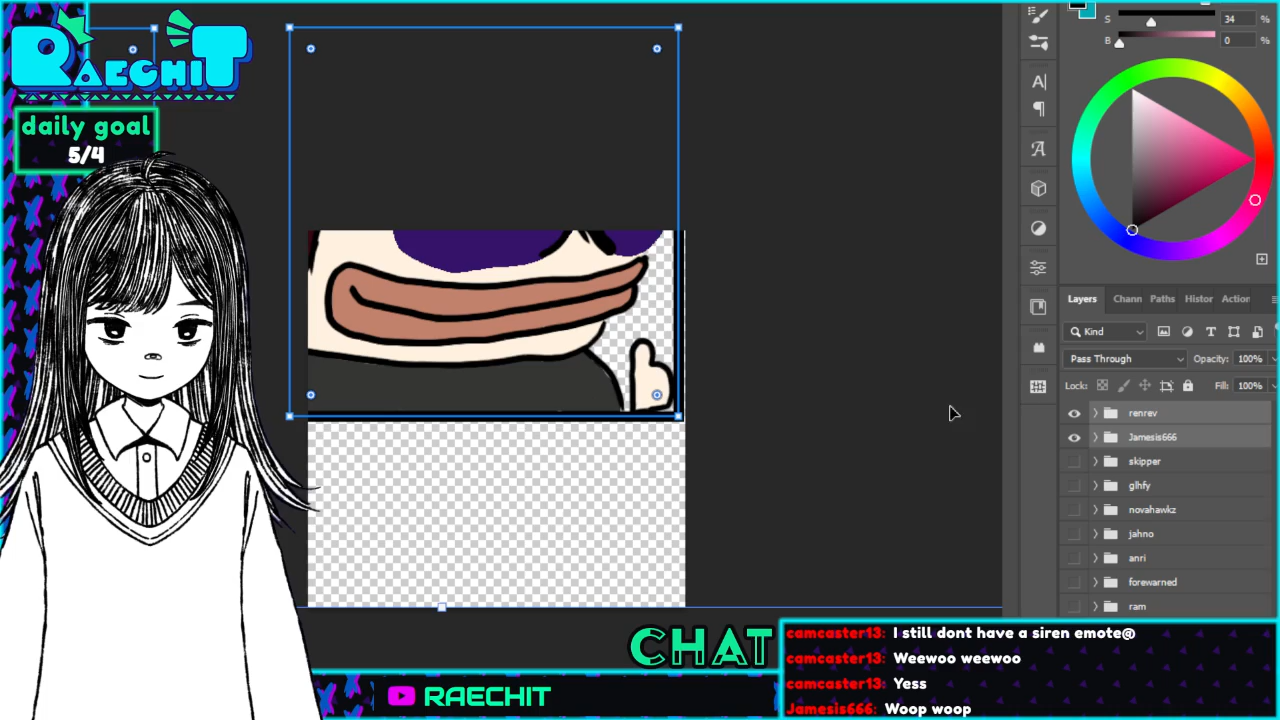 RAECHIT
daily goal
5/4
S 34 %
B 0 %
Layers Chann Paths Histor Action
Kind
Pass Through Opacity: 100%
Lock: Fill: 100%
renrev
Jamesis666
skipper
glhfy
novahawkz
jahno
anri
forewarned
ram
CHAT
camcaster13: I still dont have a siren emote@
camcaster13: Weewoo weewoo
camcaster13: Yess
Jamesis666: Woop woop
RAECHIT